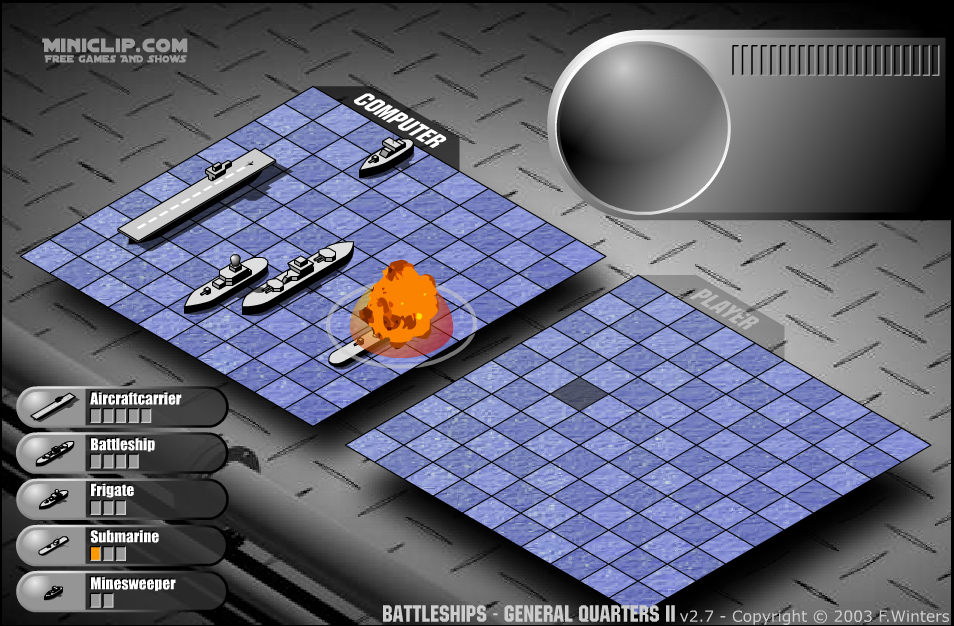 MINICLIP.COM
FREE GAMES AND SHOWS
COMPUTER
PLAYER
Aircraftcarrier
Battleship
Frigate
Submarine
Minesweeper
BATTLESHIPS - GENERAL QUARTERS II v2.7 - Copyright © 2003 F.Winters